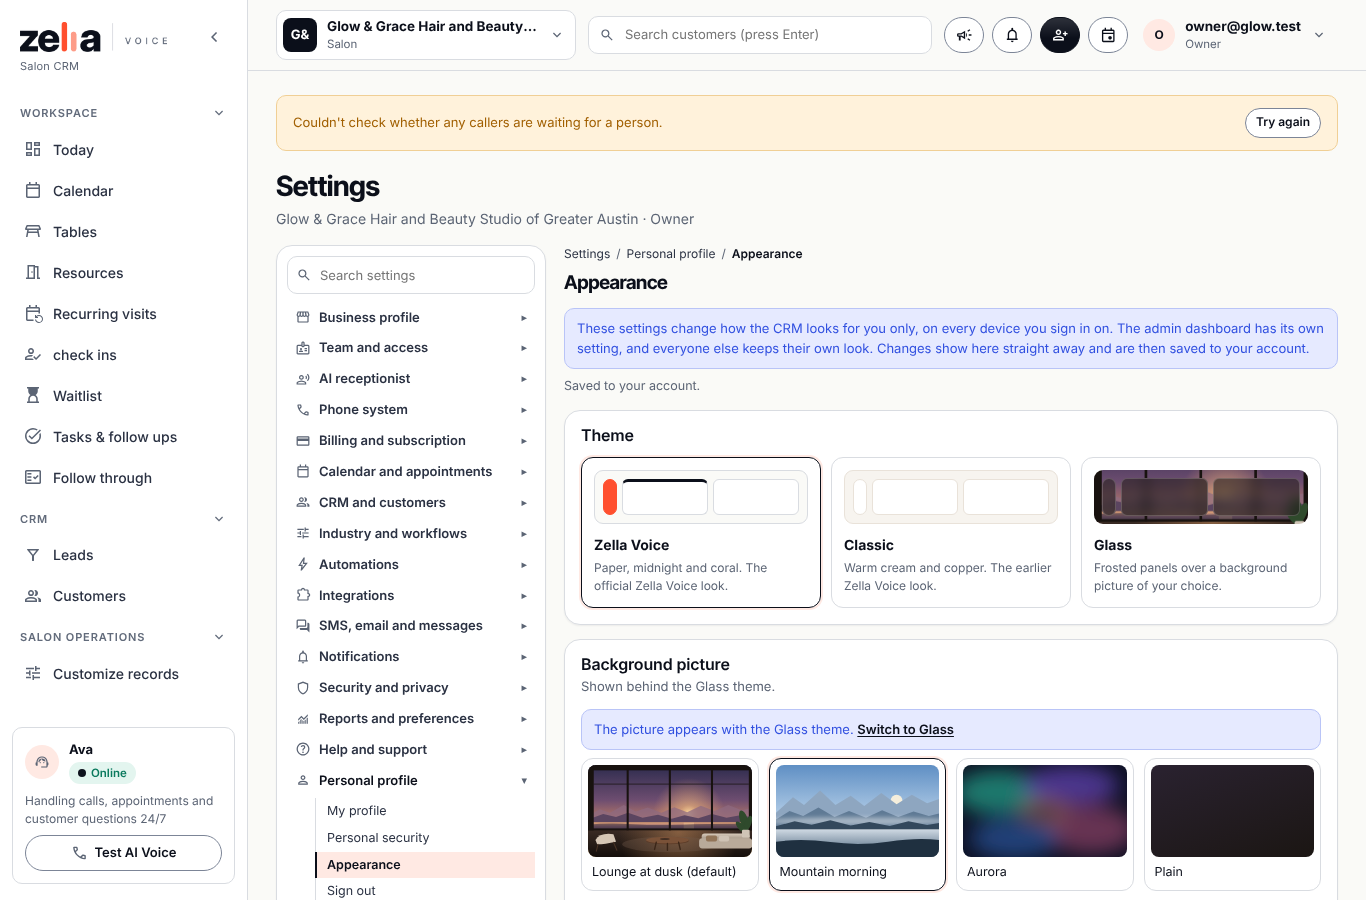 zella VOICE
Salon CRM
WORKSPACE
Today
Calendar
Tables
Resources
Recurring visits
check ins
Waitlist
Tasks & follow ups
Follow through
CRM
Leads
Customers
SALON OPERATIONS
Customize records
Ava
Online
Handling calls, appointments and
customer questions 24/7
Test AI Voice
G&
Glow & Grace Hair and Beauty...
Salon
Search customers (press Enter)
O
owner@glow.test
Owner
Couldn't check whether any callers are waiting for a person.
Try again
Settings
Glow & Grace Hair and Beauty Studio of Greater Austin · Owner
Search settings
Business profile
Team and access
AI receptionist
Phone system
Billing and subscription
Calendar and appointments
CRM and customers
Industry and workflows
Automations
Integrations
SMS, email and messages
Notifications
Security and privacy
Reports and preferences
Help and support
Personal profile
My profile
Personal security
Appearance
Sign out
Settings / Personal profile / Appearance
Appearance
These settings change how the CRM looks for you only, on every device you sign in on. The admin dashboard has its own
setting, and everyone else keeps their own look. Changes show here straight away and are then saved to your account.
Saved to your account.
Theme
Zella Voice
Paper, midnight and coral. The
official Zella Voice look.
Classic
Warm cream and copper. The earlier
Zella Voice look.
Glass
Frosted panels over a background
picture of your choice.
Background picture
Shown behind the Glass theme.
The picture appears with the Glass theme. Switch to Glass
Lounge at dusk (default)
Mountain morning
Aurora
Plain